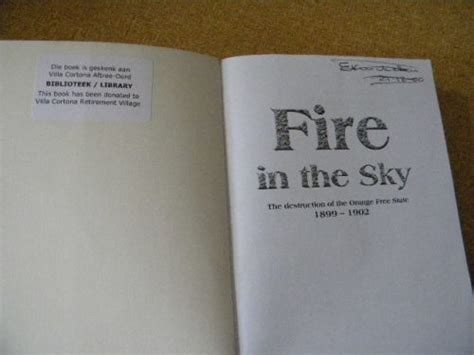 Die boek is geskenk aan
Villa Cortona Aftree-Oord
BIBLIOTEEK / LIBRARY
This book has been donated to
Villa Cortona Retirement Village
Fire
in the Sky
The destruction of the Orange Free State
1899 – 1902